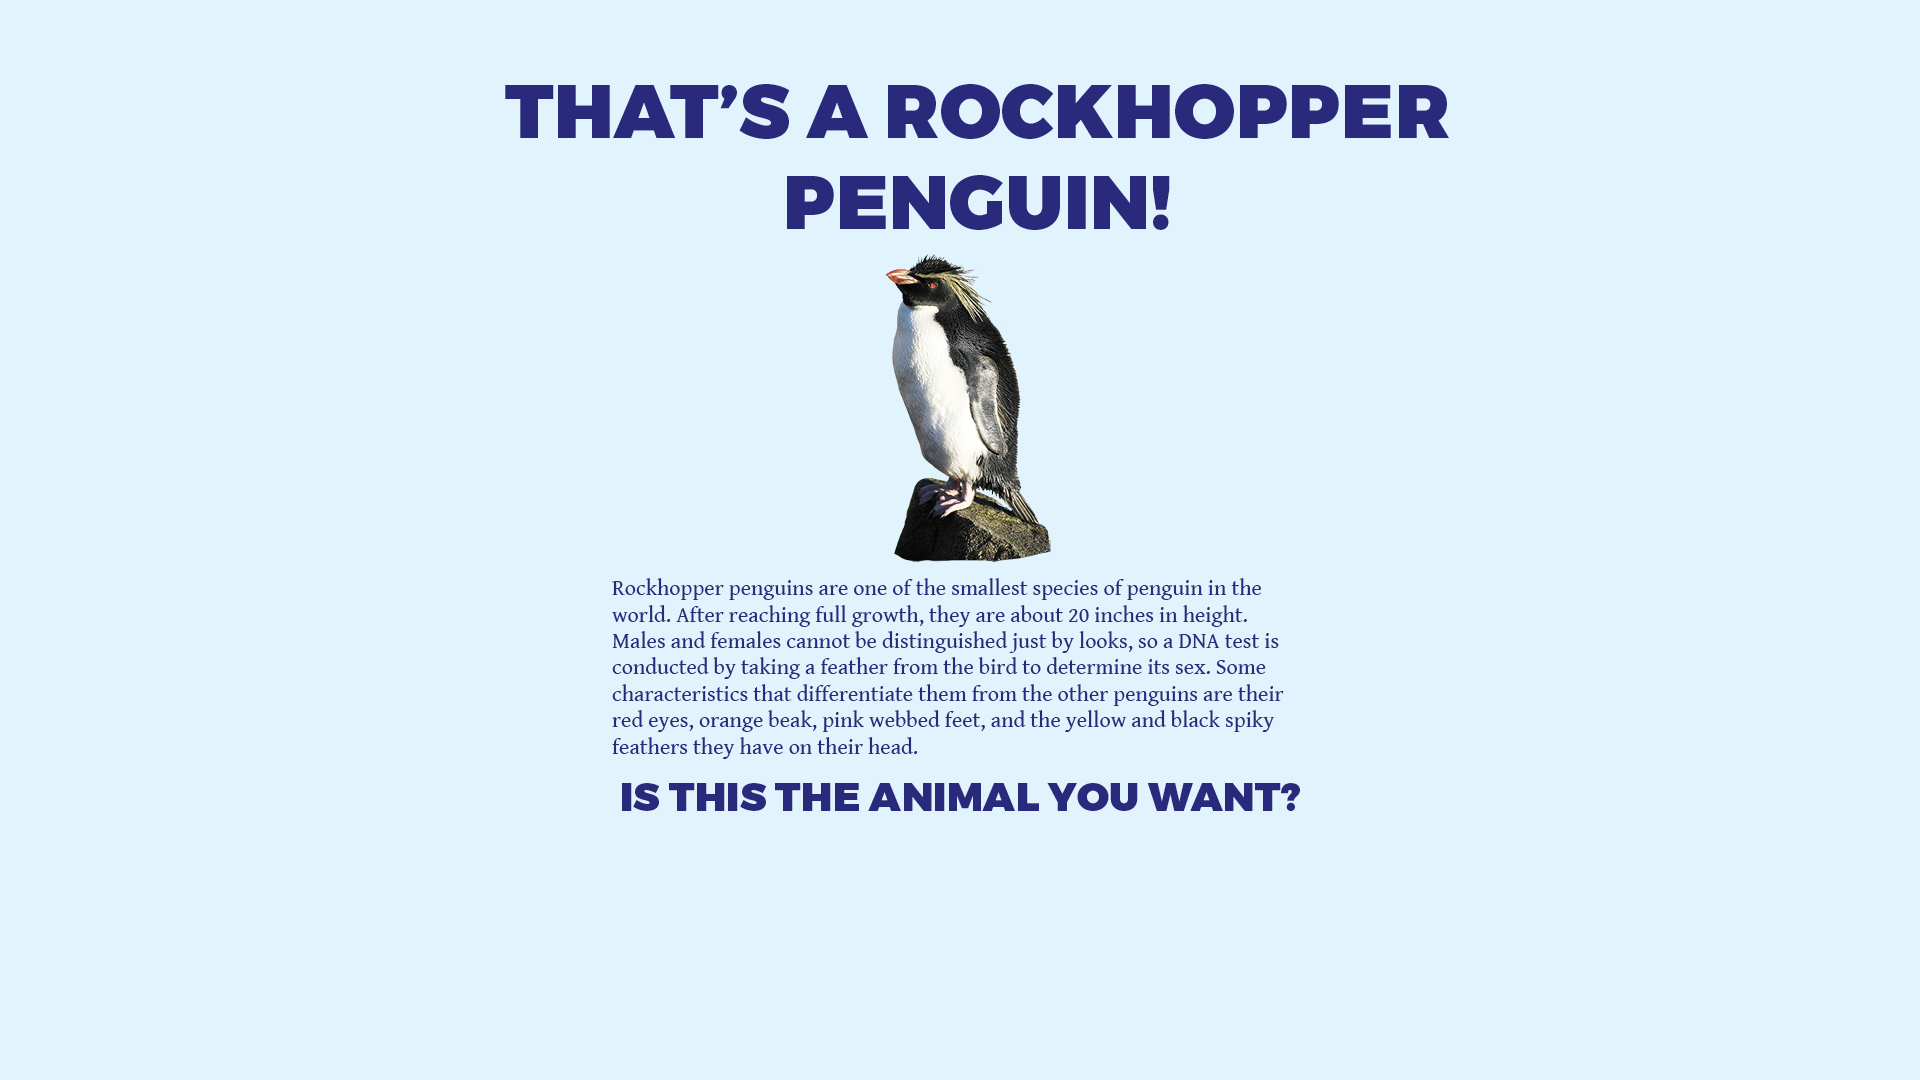 THAT’S A ROCKHOPPER
PENGUIN!
Rockhopper penguins are one of the smallest species of penguin in the
world. After reaching full growth, they are about 20 inches in height.
Males and females cannot be distinguished just by looks, so a DNA test is
conducted by taking a feather from the bird to determine its sex. Some
characteristics that differentiate them from the other penguins are their
red eyes, orange beak, pink webbed feet, and the yellow and black spiky
feathers they have on their head.
IS THIS THE ANIMAL YOU WANT?